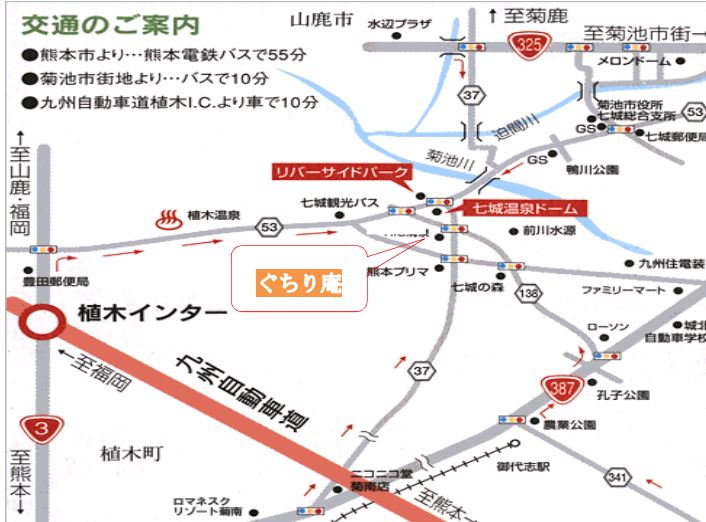 交通のご案内
●熊本市より…熊本電鉄バスで55分
●菊池市街地より…バスで10分
●九州自動車道植木I.C.より車で10分
山鹿市
水辺プラザ
↑至菊鹿
325
至菊池市街→
メロンドーム
37
迫間川
菊池市役所
七城総合支所
53
GS
七城郵便局
菊池川
GS
鴨川公園
←至山鹿・福岡
リバーサイドパーク
七城温泉ドーム
植木温泉
七城観光バス
53
前川水源
ぐちり庵
熊本プリマ
七城の森
九州住電装
豊田郵便局
138
ファミリーマート
植木インター
ローソン
城北
自動車学校
←至福岡
九州自動車道
37
387
孔子公園
3
農業公園
植木町
御代志駅
至熊本→
ニコニコ堂
菊南店
341
ロマネスク
リゾート菊南
至熊本→